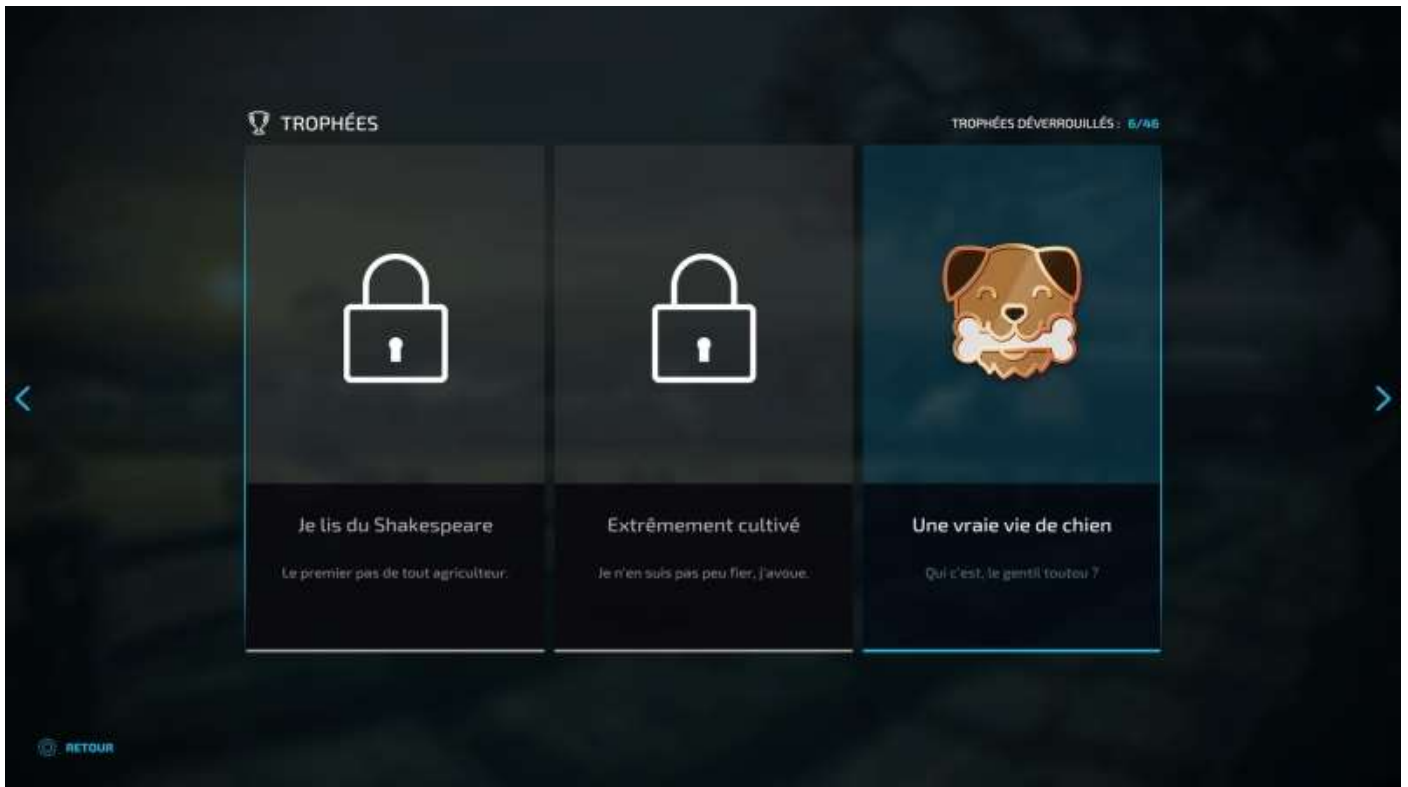 TROPHÉES
TROPHÉES DÉVERROUILLÉS : 6/46
Je lis du Shakespeare
Le premier pas de tout agriculteur.
Extrêmement cultivé
Je n'en suis pas peu fier, j'avoue.
Une vraie vie de chien
Qui c'est, le gentil toutou ?
RETOUR